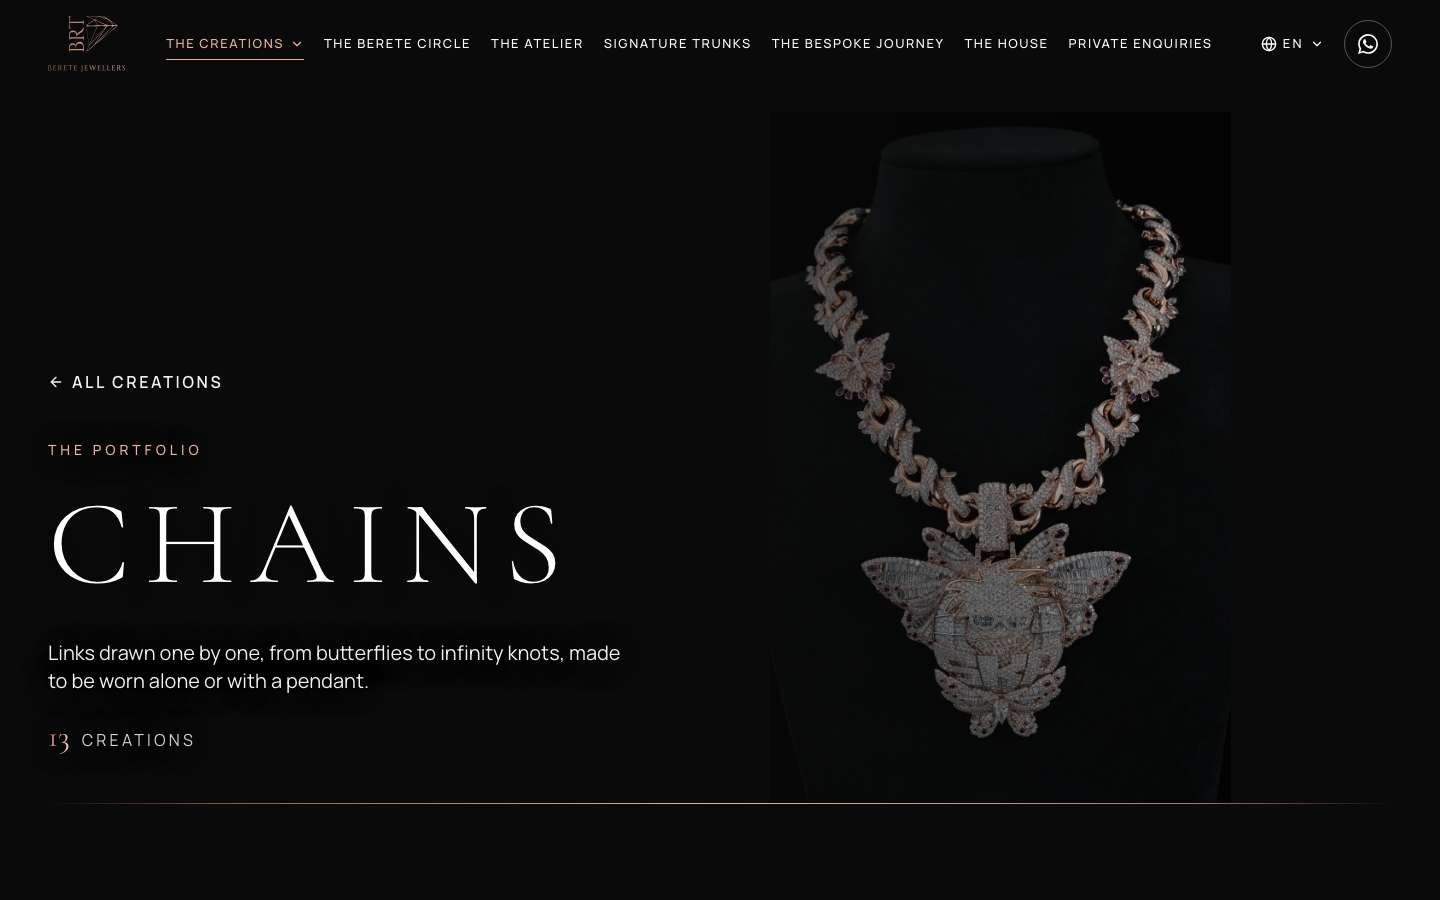 BRT
BERETE JEWELLERS
THE CREATIONS
THE BERETE CIRCLE
THE ATELIER
SIGNATURE TRUNKS
THE BESPOKE JOURNEY
THE HOUSE
PRIVATE ENQUIRIES
EN
ALL CREATIONS
THE PORTFOLIO
CHAINS
Links drawn one by one, from butterflies to infinity knots, made
to be worn alone or with a pendant.
13 CREATIONS